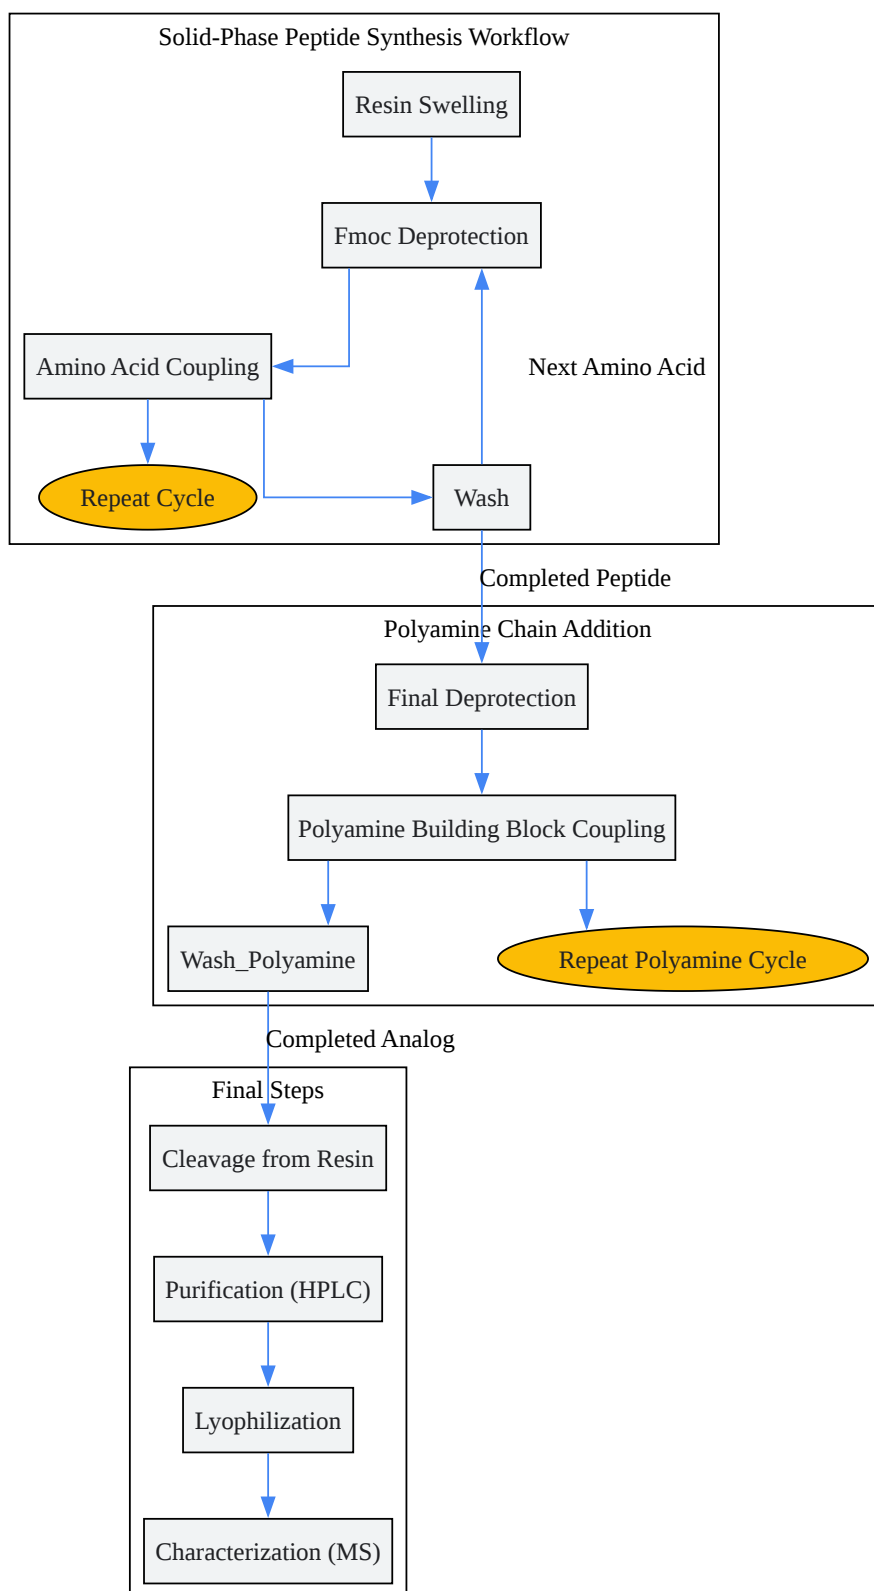 Solid-Phase Peptide Synthesis Workflow
Resin Swelling
Fmoc Deprotection
Amino Acid Coupling
Next Amino Acid
Repeat Cycle
Wash
Completed Peptide
Polyamine Chain Addition
Final Deprotection
Polyamine Building Block Coupling
Wash_Polyamine
Repeat Polyamine Cycle
Completed Analog
Final Steps
Cleavage from Resin
Purification (HPLC)
Lyophilization
Characterization (MS)